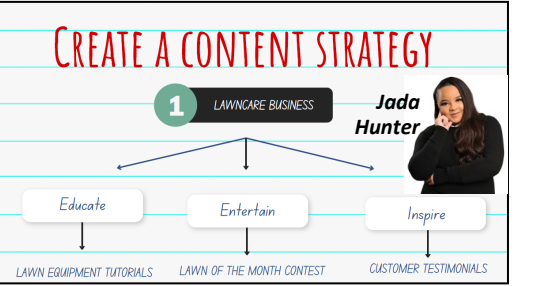 CREATE A CONTENT STRATEGY
1 LAWNCARE BUSINESS
Jada
Hunter
Educate
Entertain
Inspire
LAWN EQUIPMENT TUTORIALS
LAWN OF THE MONTH CONTEST
CUSTOMER TESTIMONIALS